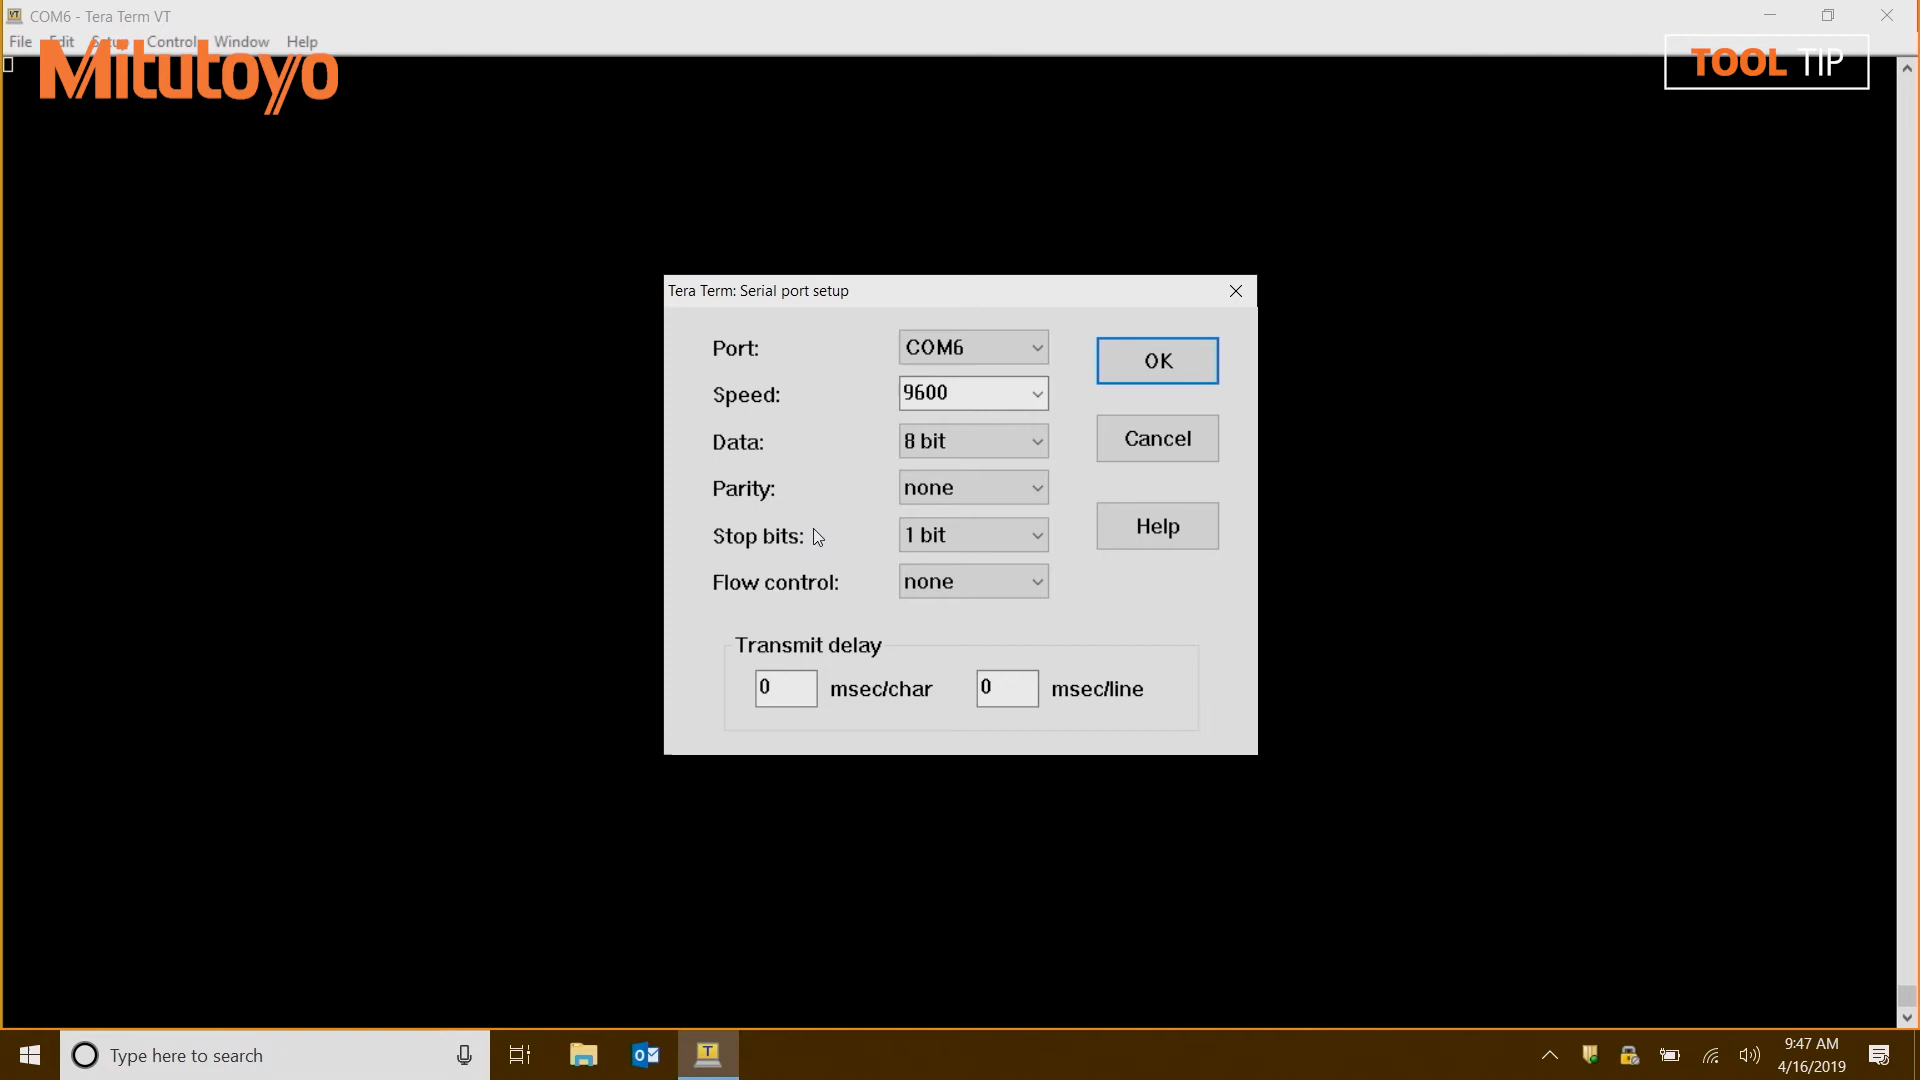 COM6 - Tera Term VT
File Edit Setup Control Window Help
Mitutoyo
TOOL TIP
Tera Term: Serial port setup
Port: COM6
OK
Speed: 9600
Data: 8 bit
Cancel
Parity: none
Stop bits: 1 bit
Help
Flow control: none
Transmit delay
0 msec/char 0 msec/line
Type here to search
9:47 AM
4/16/2019